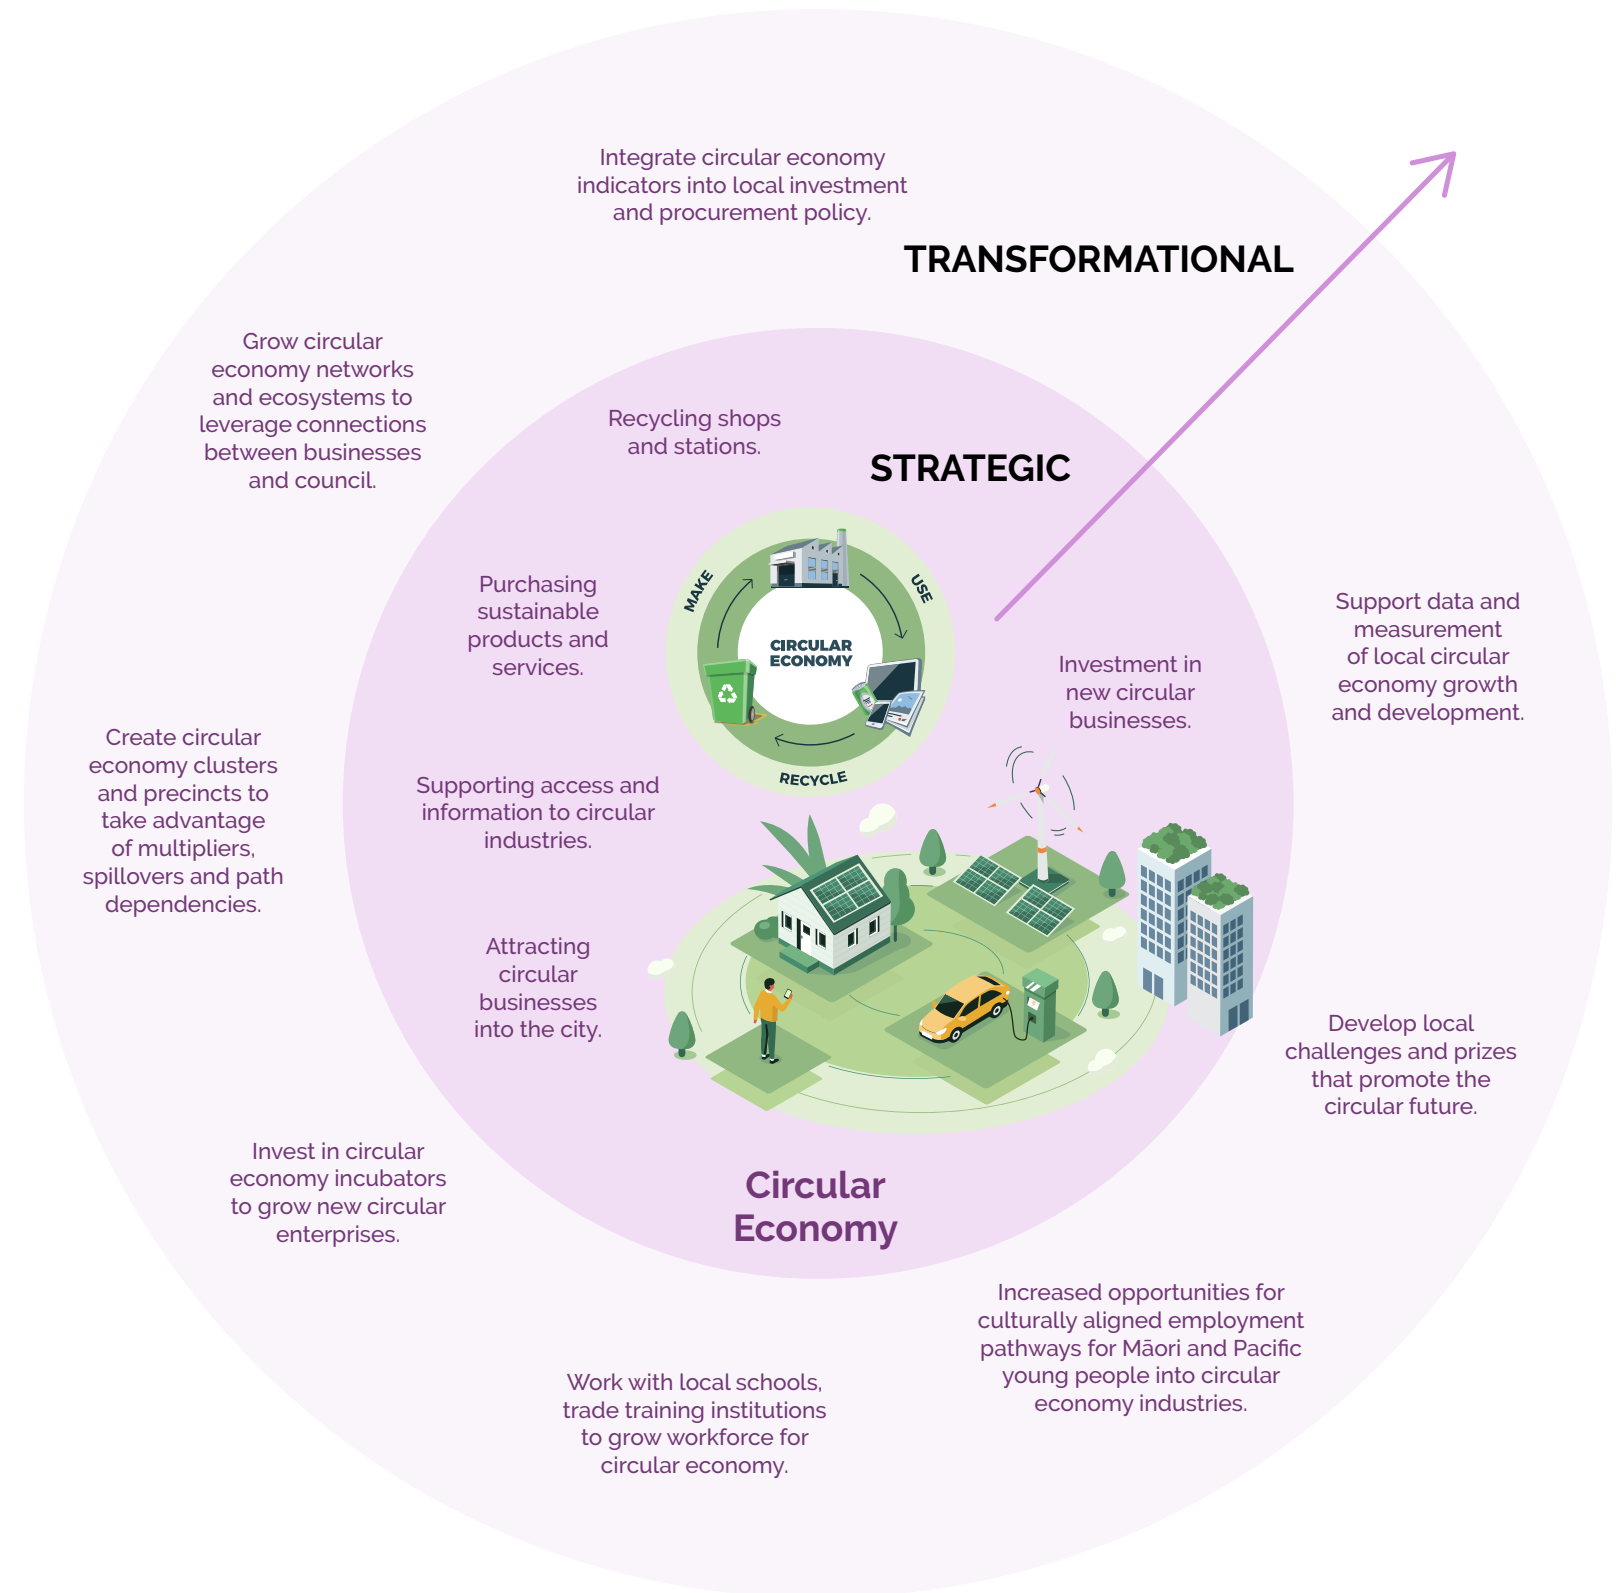 Integrate circular economy
indicators into local investment
and procurement policy.
TRANSFORMATIONAL
Grow circular
economy networks
and ecosystems to
leverage connections
between businesses
and council.
Recycling shops
and stations.
STRATEGIC
Purchasing
sustainable
products and
services.
MAKE
USE
CIRCULAR
ECONOMY
RECYCLE
Investment in
new circular
businesses.
Support data and
measurement
of local circular
economy growth
and development.
Create circular
economy clusters
and precincts to
take advantage
of multipliers,
spillovers and path
dependencies.
Supporting access and
information to circular
industries.
Attracting
circular
businesses
into the city.
Develop local
challenges and prizes
that promote the
circular future.
Invest in circular
economy incubators
to grow new circular
enterprises.
Circular
Economy
Increased opportunities for
culturally aligned employment
pathways for Māori and Pacific
young people into circular
economy industries.
Work with local schools,
trade training institutions
to grow workforce for
circular economy.